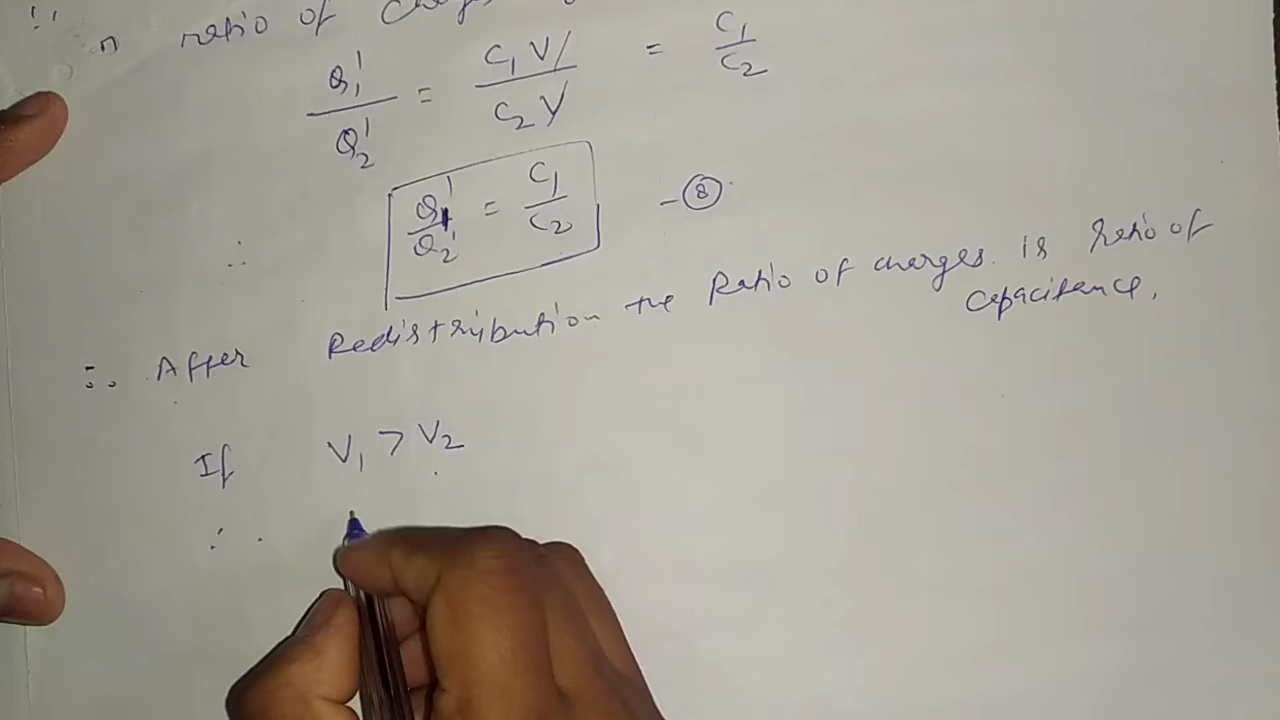 ratio of
Q₁' / Q₂' = C₁V / C₂V = C₁ / C₂
∴ Q₁' / Q₂' = C₁ / C₂ - ⑧
∴ After Redistribution the Ratio of charges. is Ratio of
capacitance.
If V₁ > V₂
∴